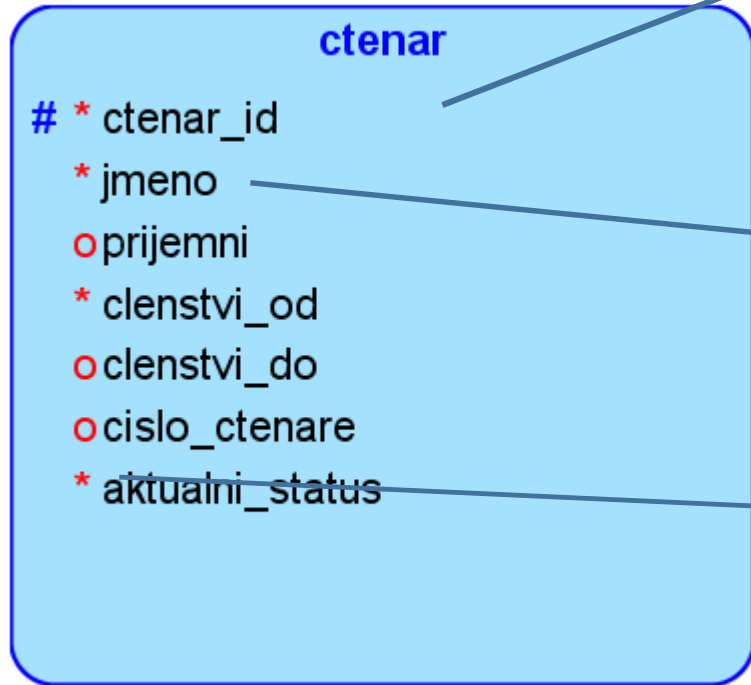 ctenar
# * ctenar_id
* jmeno
o prijemni
* clenstvi_od
o clenstvi_do
o cislo_ctenare
* aktualni_status